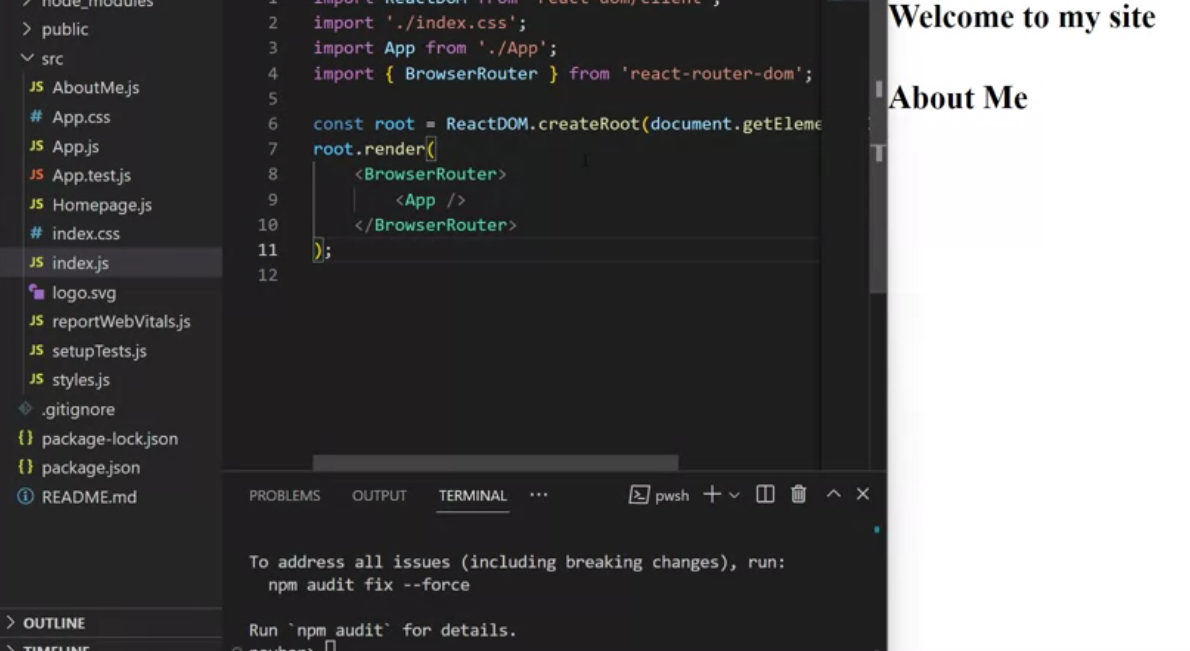 node_modules
public
src
JS AboutMe.js
# App.css
JS App.js
JS App.test.js
JS Homepage.js
# index.css
JS index.js
logo.svg
JS reportWebVitals.js
JS setupTests.js
JS styles.js
.gitignore
{} package-lock.json
{} package.json
README.md
OUTLINE
TIMELINE
1 import ReactDOM from 'react-dom/client';
2 import './index.css';
3 import App from './App';
4 import { BrowserRouter } from 'react-router-dom';
5
6 const root = ReactDOM.createRoot(document.getEleme
7 root.render(
8 <BrowserRouter>
9 <App />
10 </BrowserRouter>
11 );
12
PROBLEMS OUTPUT TERMINAL ··· pwsh
To address all issues (including breaking changes), run:
npm audit fix --force
Run `npm audit` for details.
Welcome to my site
About Me